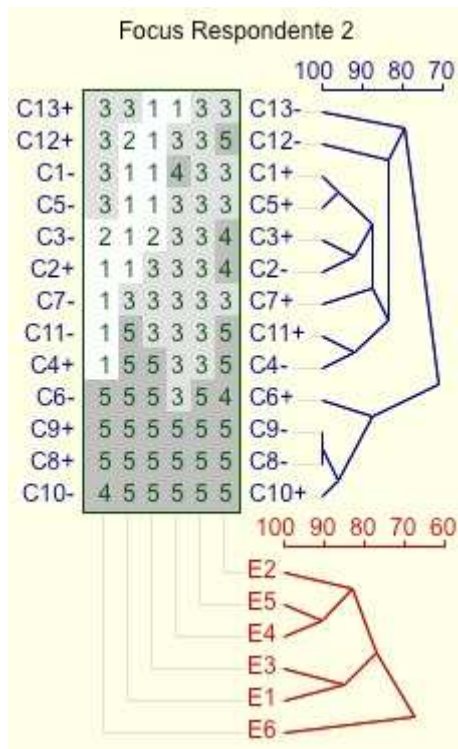 Focus Respondente 2
100 90 80 70
C13+ 3 3 1 1 3 3 C13-
C12+ 3 2 1 3 3 5 C12-
C1- 3 1 1 4 3 3 C1+
C5- 3 1 1 3 3 3 C5+
C3- 2 1 2 3 3 4 C3+
C2+ 1 1 3 3 3 4 C2-
C7- 1 3 3 3 3 3 C7+
C11- 1 5 3 3 3 5 C11+
C4+ 1 5 5 3 3 5 C4-
C6- 5 5 5 3 5 4 C6+
C9+ 5 5 5 5 5 5 C9-
C8+ 5 5 5 5 5 5 C8-
C10- 4 5 5 5 5 5 C10+
100 90 80 70 60
E2
E5
E4
E3
E1
E6